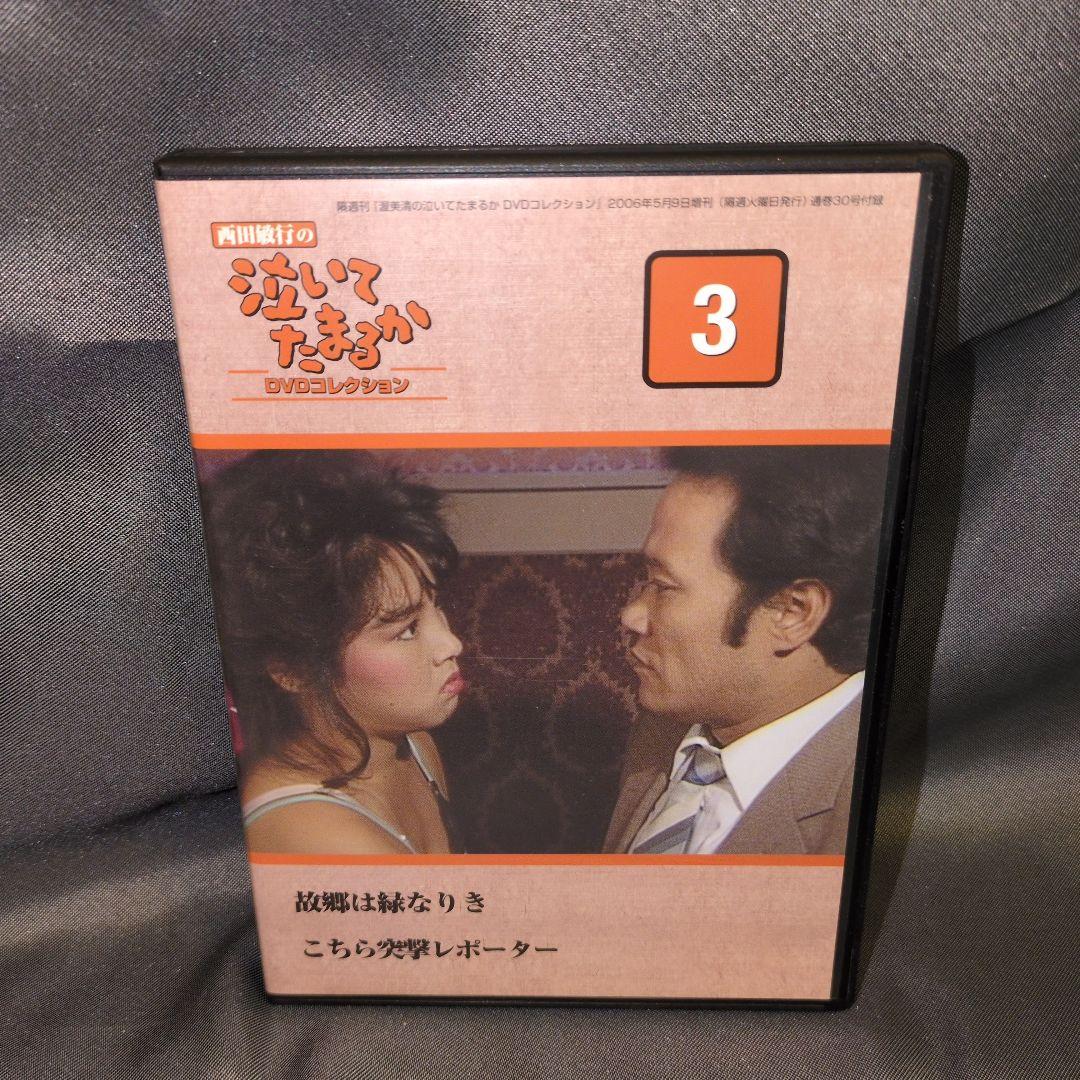 隔週刊「渥美清の泣いてたまるか DVDコレクション」 2006年5月9日増刊（隔週火曜日発行）通巻30号付録
西田敏行の
泣いて
たまるか
DVDコレクション
3
故郷は緑なりき
こちら突撃レポーター